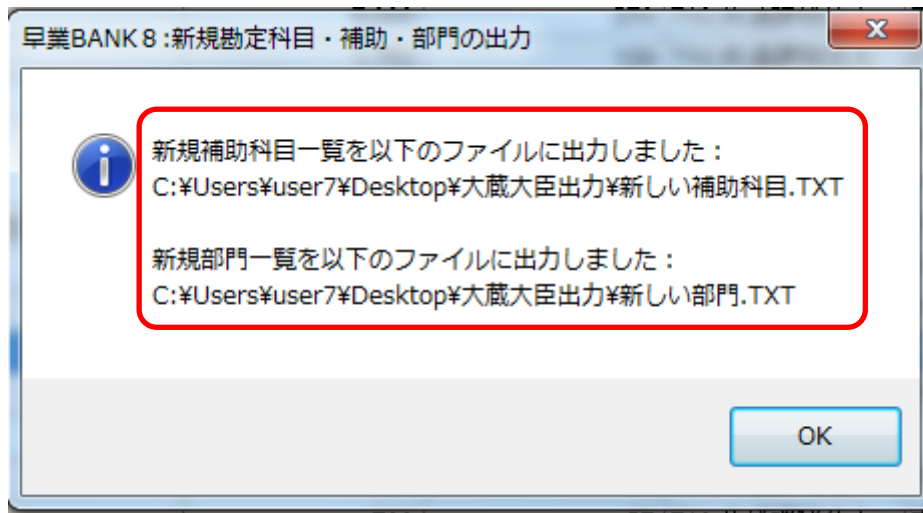 早業BANK8:新規勘定科目・補助・部門の出力
新規補助科目一覧を以下のファイルに出力しました：
C:¥Users¥user7¥Desktop¥大蔵大臣出力¥新しい補助科目.TXT
新規部門一覧を以下のファイルに出力しました：
C:¥Users¥user7¥Desktop¥大蔵大臣出力¥新しい部門.TXT
OK